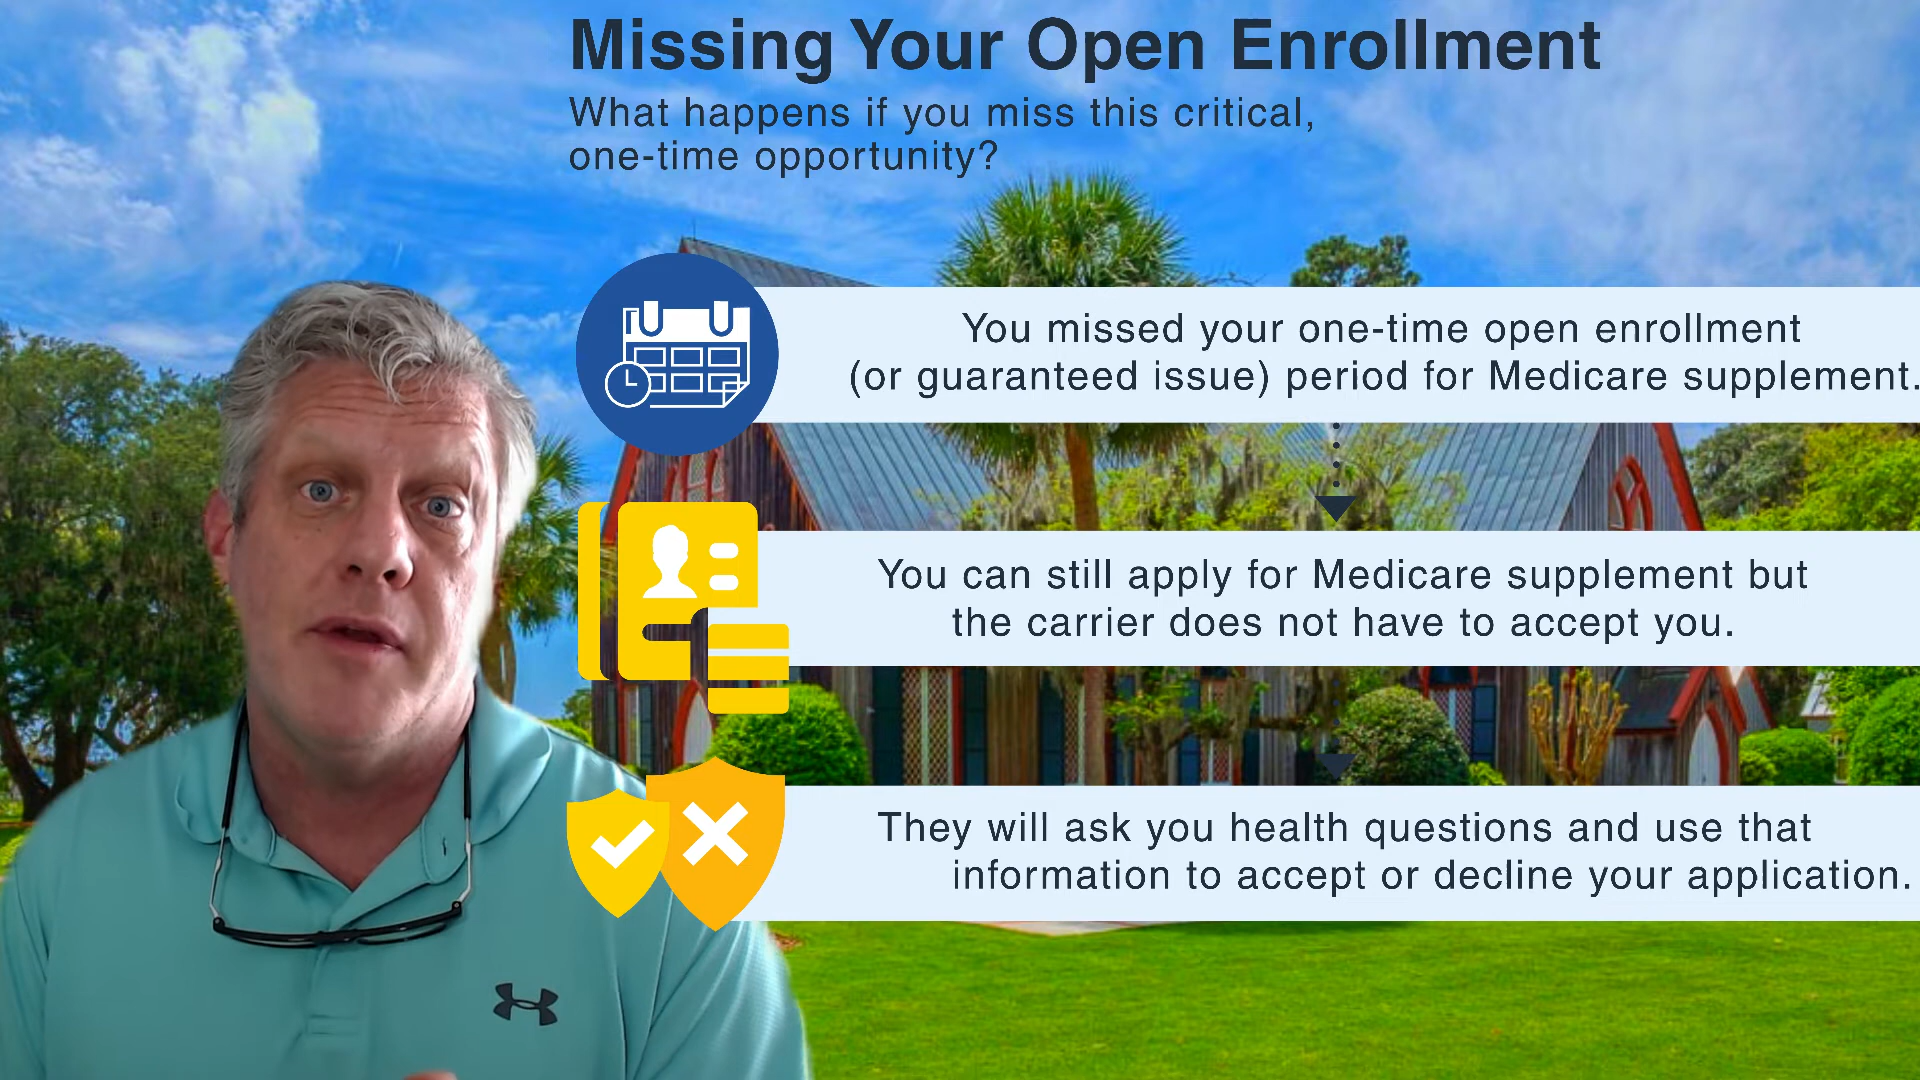 Missing Your Open Enrollment
What happens if you miss this critical,
one-time opportunity?
You missed your one-time open enrollment
(or guaranteed issue) period for Medicare supplement.
You can still apply for Medicare supplement but
the carrier does not have to accept you.
They will ask you health questions and use that
information to accept or decline your application.